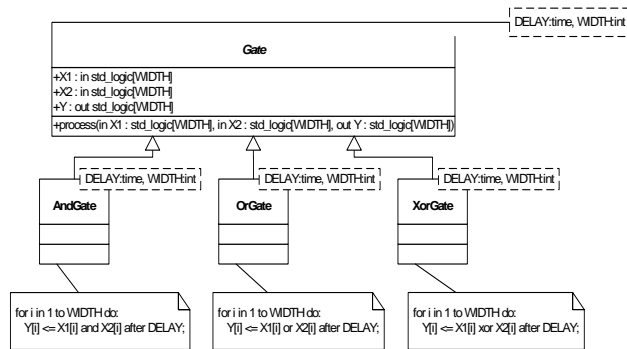 DELAY:time, WIDTH:int
Gate
+X1 : in std_logic[WIDTH]
+X2 : in std_logic[WIDTH]
+Y : out std_logic[WIDTH]
+process(in X1 : std_logic[WIDTH], in X2 : std_logic[WIDTH], out Y : std_logic[WIDTH])
DELAY:time, WIDTH:int
DELAY:time, WIDTH:int
DELAY:time, WIDTH:int
AndGate
OrGate
XorGate
for i in 1 to WIDTH do:
Y[i] <= X1[i] and X2[i] after DELAY;
for i in 1 to WIDTH do:
Y[i] <= X1[i] or X2[i] after DELAY;
for i in 1 to WIDTH do:
Y[i] <= X1[i] xor X2[i] after DELAY;